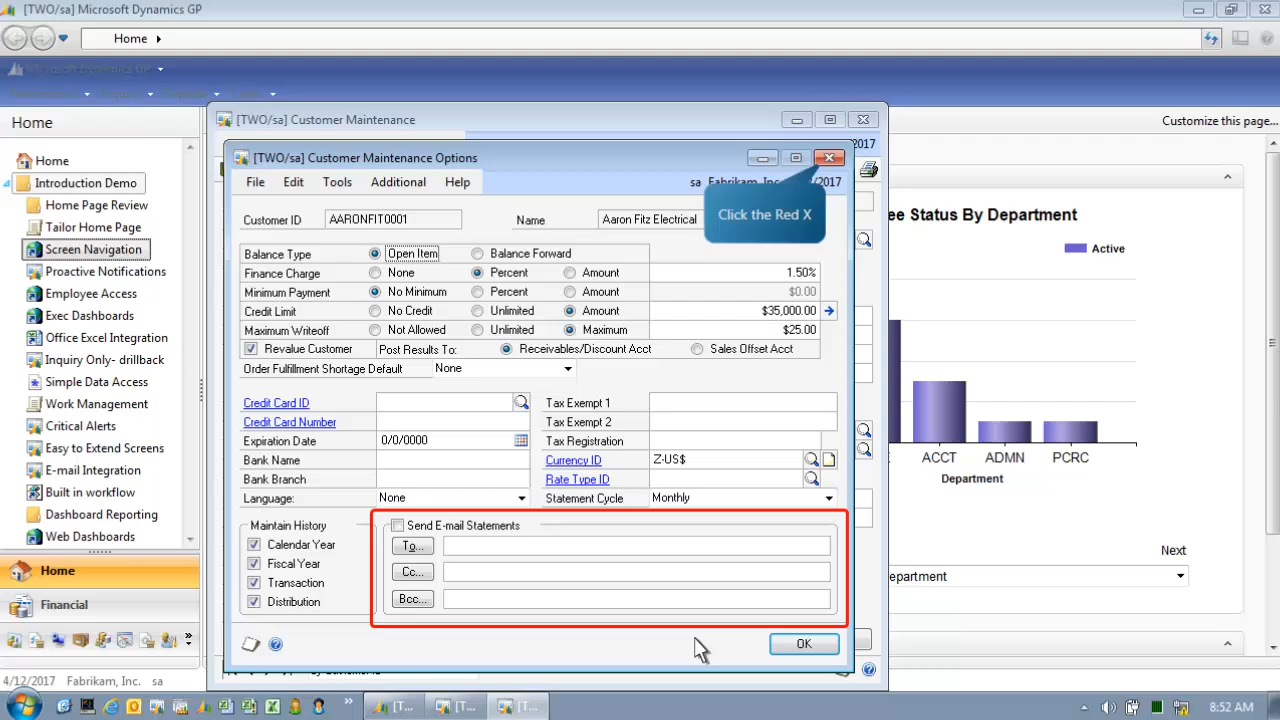 [TWO/sa] Microsoft Dynamics GP
Home
Microsoft Dynamics GP
Home
Customize this page...
Home
Introduction Demo
Home Page Review
Tailor Home Page
Screen Navigation
Proactive Notifications
Employee Access
Exec Dashboards
Office Excel Integration
Inquiry Only- drillback
Simple Data Access
Work Management
Critical Alerts
Easy to Extend Screens
E-mail Integration
Built in workflow
Dashboard Reporting
Web Dashboards
Home
Financial
4/12/2017 Fabrikam, Inc. sa
[TWO/sa] Customer Maintenance
[TWO/sa] Customer Maintenance Options
File Edit Tools Additional Help
sa Fabrikam, Inc. /2017
Click the Red X
Customer ID AARONFIT0001 Name Aaron Fitz Electrical
Balance Type Open Item Balance Forward
Finance Charge None Percent Amount 1.50%
Minimum Payment No Minimum Percent Amount $0.00
Credit Limit No Credit Unlimited Amount $35,000.00
Maximum Writeoff Not Allowed Unlimited Maximum $25.00
Revalue Customer Post Results To: Receivables/Discount Acct Sales Offset Acct
Order Fulfillment Shortage Default None
Credit Card ID Tax Exempt 1
Credit Card Number Tax Exempt 2
Expiration Date 0/0/0000 Tax Registration
Bank Name Currency ID Z-US$
Bank Branch Rate Type ID
Language: None Statement Cycle Monthly
Maintain History Send E-mail Statements
Calendar Year To...
Fiscal Year
Transaction Cc...
Distribution Bcc...
OK
ee Status By Department
Active
ACCT ADMN PCRC
Department
Next
epartment
[T... [T... [T...
8:52 AM